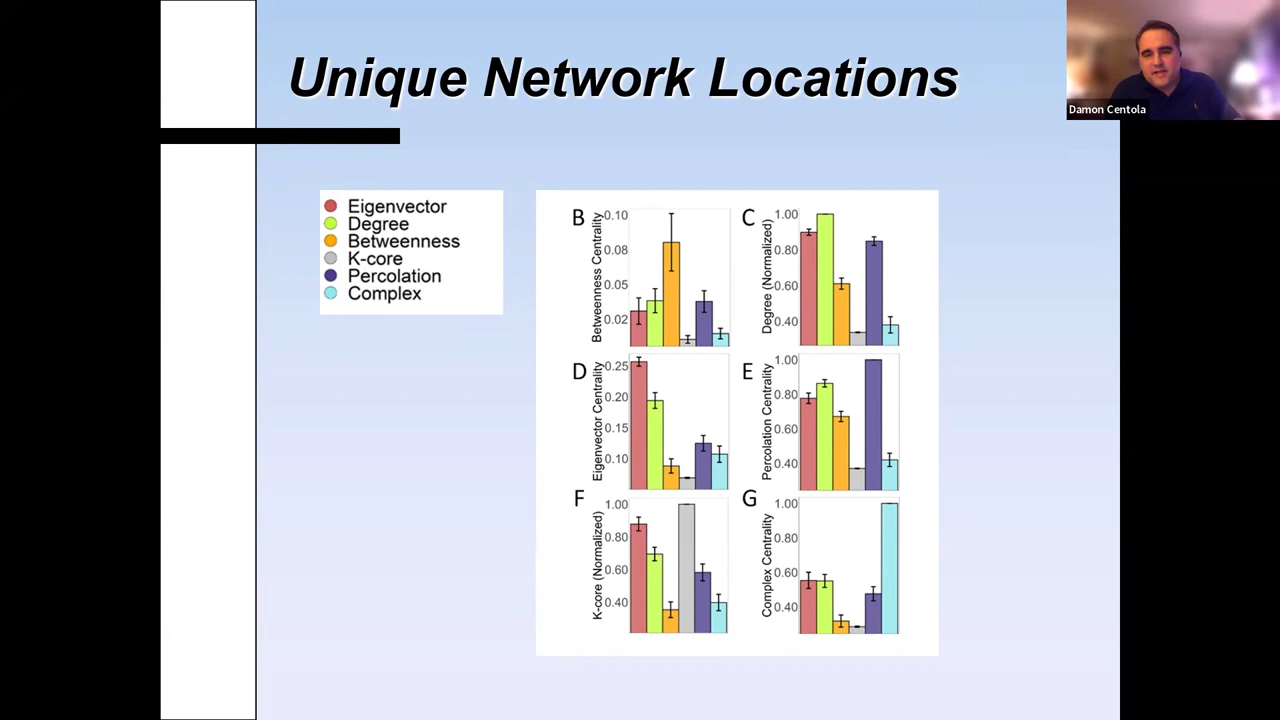 Unique Network Locations
Damon Centola
Eigenvector
Degree
Betweenness
K-core
Percolation
Complex
B
Betweenness Centrality
0.10
0.08
0.05
0.02
C
Degree (Normalized)
1.00
0.80
0.60
0.40
D
Eigenvector Centrality
0.25
0.20
0.15
0.10
E
Percolation Centrality
1.00
0.80
0.60
0.40
F
K-core (Normalized)
1.00
0.80
0.60
0.40
G
Complex Centrality
1.00
0.80
0.60
0.40